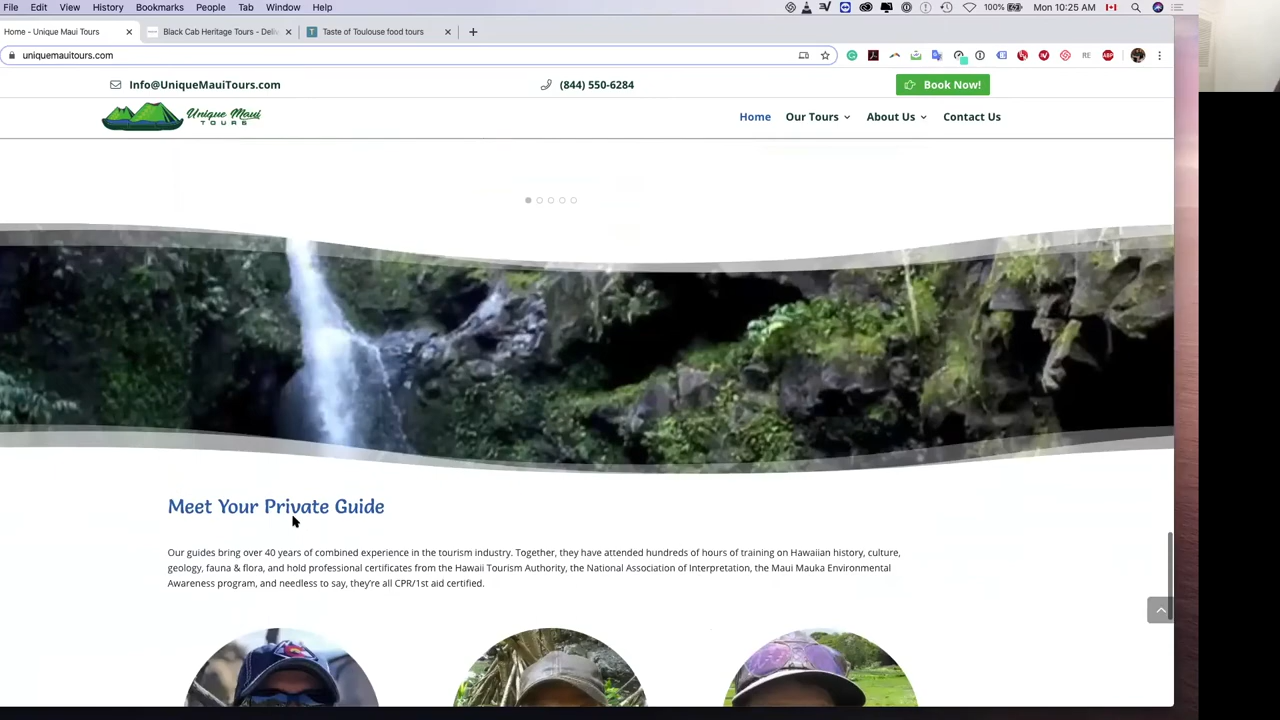 File Edit View History Bookmarks People Tab Window Help 100% Mon 10:25 AM
Home - Unique Maui Tours Black Cab Heritage Tours - Deli Taste of Toulouse food tours
uniquemauitours.com RE ABP
Info@UniqueMauiTours.com (844) 550-6284 Book Now!
Unique Maui
TOURS
Home Our Tours About Us Contact Us
Meet Your Private Guide
Our guides bring over 40 years of combined experience in the tourism industry. Together, they have attended hundreds of hours of training on Hawaiian history, culture,
geology, fauna & flora, and hold professional certificates from the Hawaii Tourism Authority, the National Association of Interpretation, the Maui Mauka Environmental
Awareness program, and needless to say, they're all CPR/1st aid certified.